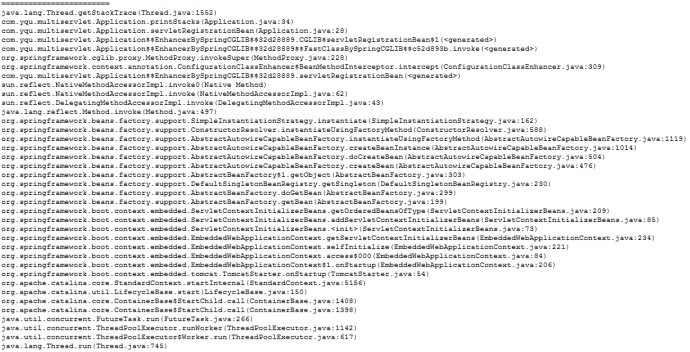 ========================
java.lang.Thread.getStackTrace(Thread.java:1552)
com.yqu.multiservlet.Application.printStacks(Application.java:34)
com.yqu.multiservlet.Application.servletRegistrationBean(Application.java:28)
com.yqu.multiservlet.Application$$EnhancerBySpringCGLIB$$32d28889.CGLIB$servletRegistrationBean$1(<generated>)
com.yqu.multiservlet.Application$$EnhancerBySpringCGLIB$$32d28889$$FastClassBySpringCGLIB$$c52d893b.invoke(<generated>)
org.springframework.cglib.proxy.MethodProxy.invokeSuper(MethodProxy.java:228)
org.springframework.context.annotation.ConfigurationClassEnhancer$BeanMethodInterceptor.intercept(ConfigurationClassEnhancer.java:309)
com.yqu.multiservlet.Application$$EnhancerBySpringCGLIB$$32d28889.servletRegistrationBean(<generated>)
sun.reflect.NativeMethodAccessorImpl.invoke0(Native Method)
sun.reflect.NativeMethodAccessorImpl.invoke(NativeMethodAccessorImpl.java:62)
sun.reflect.DelegatingMethodAccessorImpl.invoke(DelegatingMethodAccessorImpl.java:43)
java.lang.reflect.Method.invoke(Method.java:497)
org.springframework.beans.factory.support.SimpleInstantiationStrategy.instantiate(SimpleInstantiationStrategy.java:162)
org.springframework.beans.factory.support.ConstructorResolver.instantiateUsingFactoryMethod(ConstructorResolver.java:588)
org.springframework.beans.factory.support.AbstractAutowireCapableBeanFactory.instantiateUsingFactoryMethod(AbstractAutowireCapableBeanFactory.java:1119)
org.springframework.beans.factory.support.AbstractAutowireCapableBeanFactory.createBeanInstance(AbstractAutowireCapableBeanFactory.java:1014)
org.springframework.beans.factory.support.AbstractAutowireCapableBeanFactory.doCreateBean(AbstractAutowireCapableBeanFactory.java:504)
org.springframework.beans.factory.support.AbstractAutowireCapableBeanFactory.createBean(AbstractAutowireCapableBeanFactory.java:476)
org.springframework.beans.factory.support.AbstractBeanFactory$1.getObject(AbstractBeanFactory.java:303)
org.springframework.beans.factory.support.DefaultSingletonBeanRegistry.getSingleton(DefaultSingletonBeanRegistry.java:230)
org.springframework.beans.factory.support.AbstractBeanFactory.doGetBean(AbstractBeanFactory.java:299)
org.springframework.beans.factory.support.AbstractBeanFactory.getBean(AbstractBeanFactory.java:199)
org.springframework.boot.context.embedded.ServletContextInitializerBeans.getOrderedBeansOfType(ServletContextInitializerBeans.java:209)
org.springframework.boot.context.embedded.ServletContextInitializerBeans.addServletContextInitializerBeans(ServletContextInitializerBeans.java:85)
org.springframework.boot.context.embedded.ServletContextInitializerBeans.<init>(ServletContextInitializerBeans.java:73)
org.springframework.boot.context.embedded.EmbeddedWebApplicationContext.getServletContextInitializerBeans(EmbeddedWebApplicationContext.java:234)
org.springframework.boot.context.embedded.EmbeddedWebApplicationContext.selfInitialize(EmbeddedWebApplicationContext.java:221)
org.springframework.boot.context.embedded.EmbeddedWebApplicationContext.access$000(EmbeddedWebApplicationContext.java:84)
org.springframework.boot.context.embedded.EmbeddedWebApplicationContext$1.onStartup(EmbeddedWebApplicationContext.java:206)
org.springframework.boot.context.embedded.tomcat.TomcatStarter.onStartup(TomcatStarter.java:54)
org.apache.catalina.core.StandardContext.startInternal(StandardContext.java:5156)
org.apache.catalina.util.LifecycleBase.start(LifecycleBase.java:150)
org.apache.catalina.core.ContainerBase$StartChild.call(ContainerBase.java:1408)
org.apache.catalina.core.ContainerBase$StartChild.call(ContainerBase.java:1398)
java.util.concurrent.FutureTask.run(FutureTask.java:266)
java.util.concurrent.ThreadPoolExecutor.runWorker(ThreadPoolExecutor.java:1142)
java.util.concurrent.ThreadPoolExecutor$Worker.run(ThreadPoolExecutor.java:617)
java.lang.Thread.run(Thread.java:745)